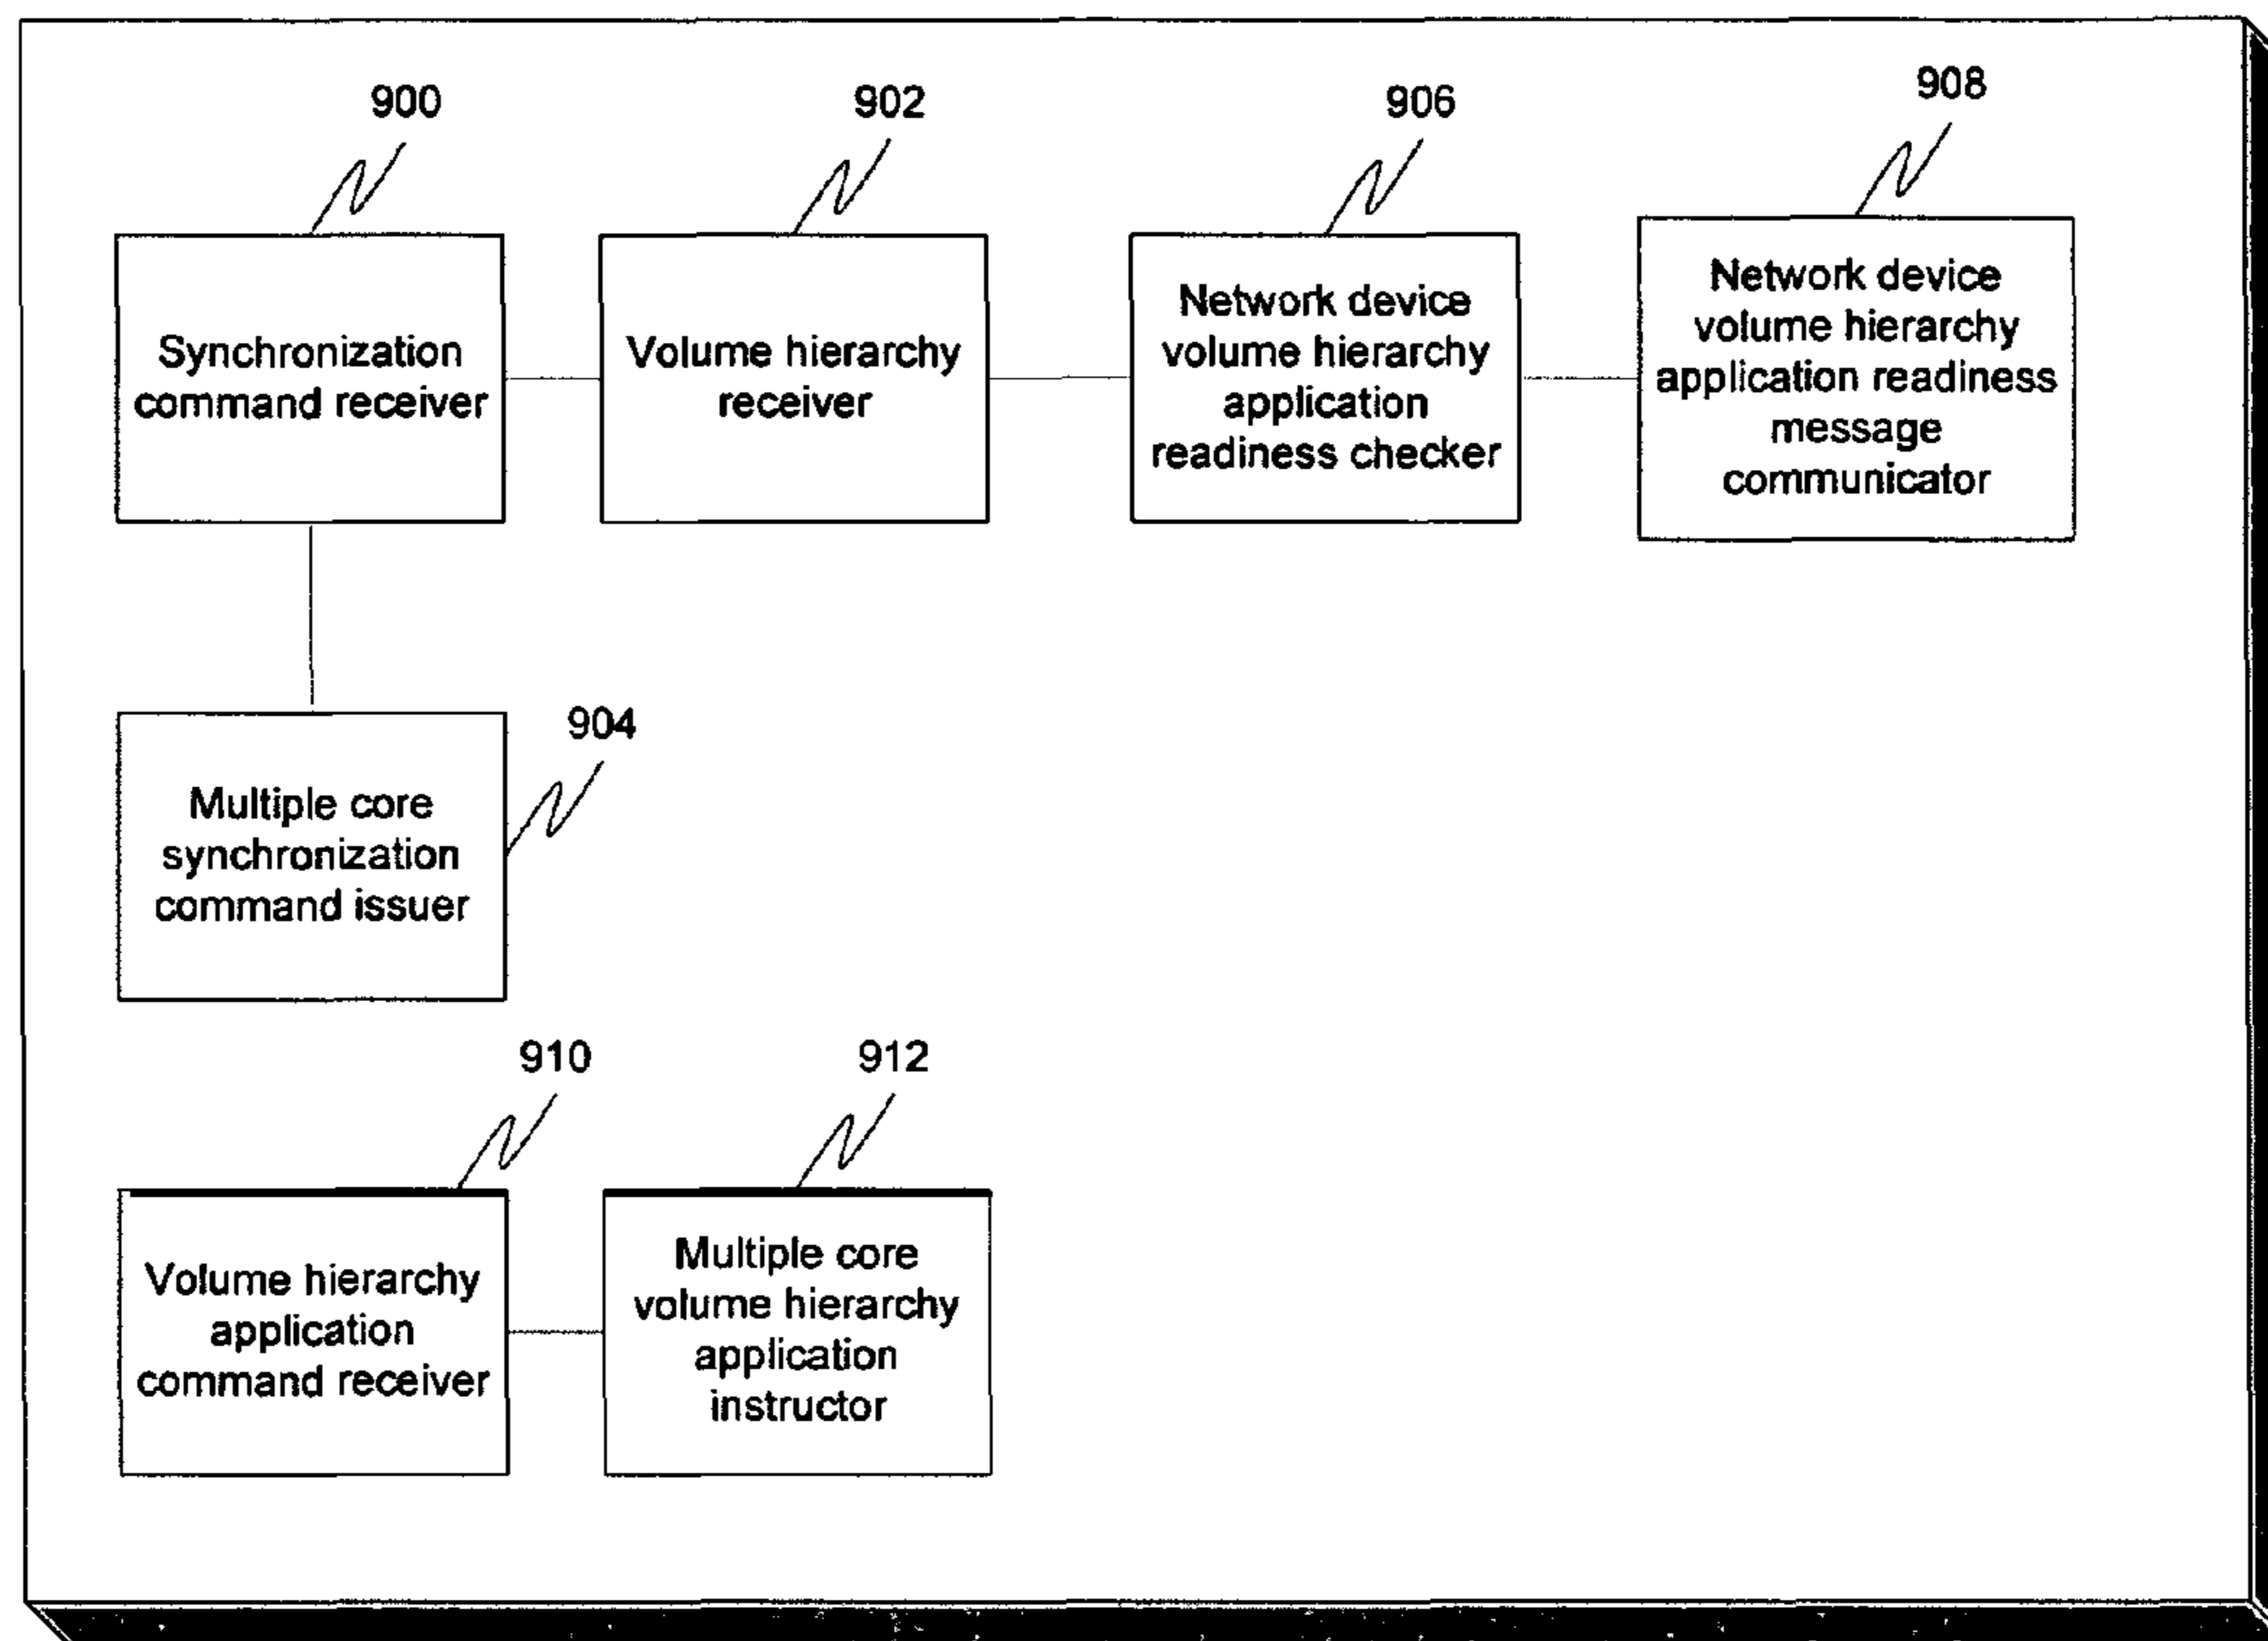 900
902
906
908
Synchronization
command receiver
Volume hierarchy
receiver
Network device
volume hierarchy
application
readiness checker
Network device
volume hierarchy
application readiness
message
communicator
904
Multiple core
synchronization
command issuer
910
912
Volume hierarchy
application
command receiver
Multiple core
volume hierarchy
application
instructor